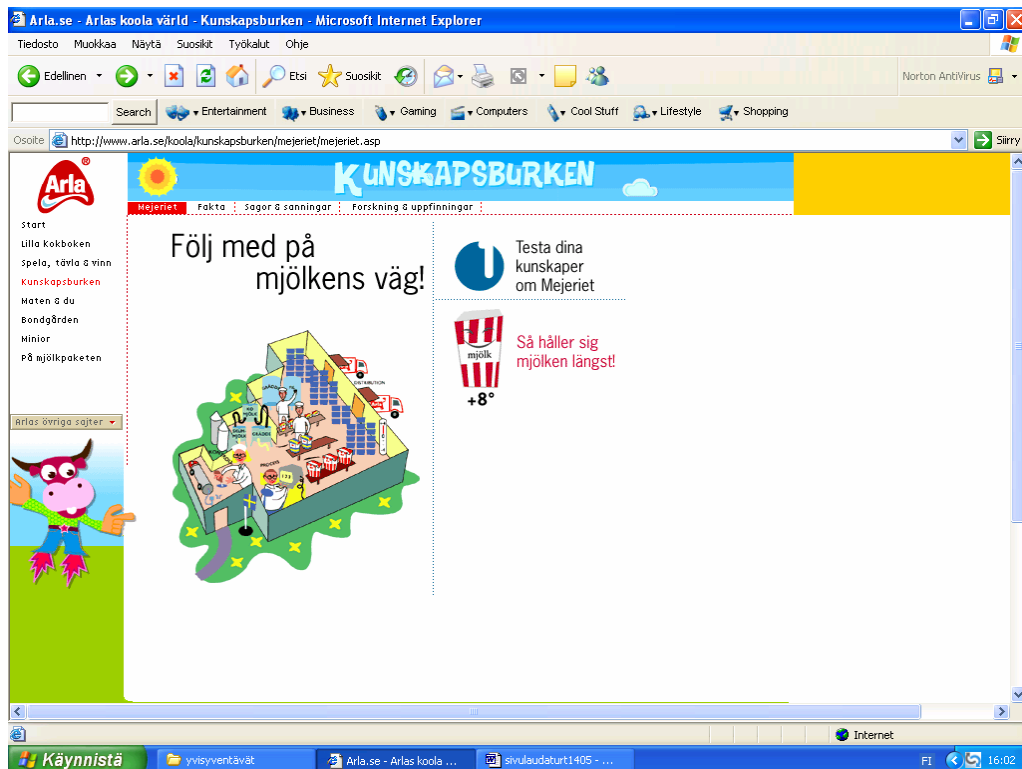 Arla.se - Arlas koola värld - Kunskapsburken - Microsoft Internet Explorer
Tiedosto Muokkaa Näytä Suosikit Työkalut Ohje
Edellinen Etsi Suosikit Norton AntiVirus
Search Entertainment Business Gaming Computers Cool Stuff Lifestyle Shopping
Osoite http://www.arla.se/koola/kunskapsburken/mejeriet/mejeriet.asp Siirry
Arla®
KUNSKAPSBURKEN
Mejeriet Fakta Sagor & sanningar Forskning & uppfinningar
Start
Lilla Kokboken
Spela, tävla & vinn
Kunskapsburken
Maten & du
Bondgården
Minior
På mjölkpaketen
Arlas övriga sajter
Följ med på
mjölkens väg!
DISTRIBUTION
PROCESS
Testa dina
kunskaper
om Mejeriet
mjölk
+8°
Så håller sig
mjölken längst!
Internet
Käynnistä yvisyventävät Arla.se - Arlas koola ... sivulaudaturt1405 - ... FI 16:02